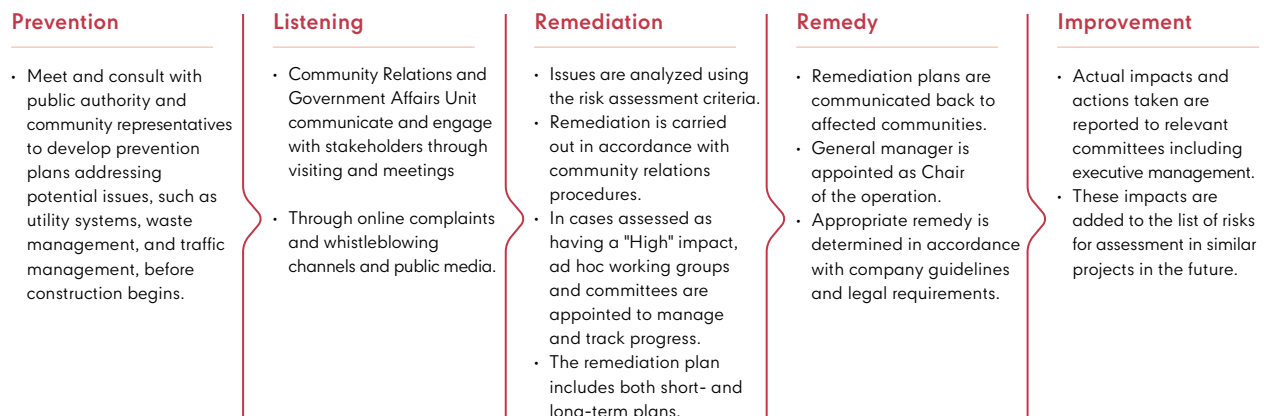 Prevention
• Meet and consult with
public authority and
community representatives
to develop prevention
plans addressing
potential issues, such as
utility systems, waste
management, and traffic
management, before
construction begins.
Listening
• Community Relations and
Government Affairs Unit
communicate and engage
with stakeholders through
visiting and meetings
• Through online complaints
and whistleblowing
channels and public media.
Remediation
• Issues are analyzed using
the risk assessment criteria.
• Remediation is carried
out in accordance with
community relations
procedures.
• In cases assessed as
having a "High" impact,
ad hoc working groups
and committees are
appointed to manage
and track progress.
• The remediation plan
includes both short- and
long-term plans.
Remedy
• Remediation plans are
communicated back to
affected communities.
• General manager is
appointed as Chair
of the operation.
• Appropriate remedy is
determined in accordance
with company guidelines
and legal requirements.
Improvement
• Actual impacts and
actions taken are
reported to relevant
committees including
executive management.
• These impacts are
added to the list of risks
for assessment in similar
projects in the future.